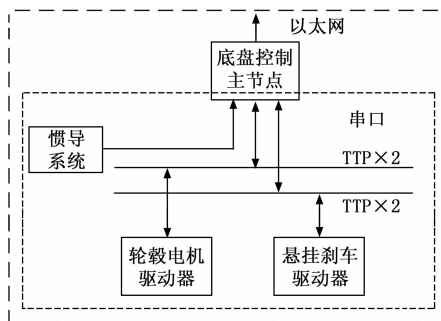 以太网
底盘控制
主节点
串口
惯导
系统
TTP×2
TTP×2
轮毂电机
驱动器
悬挂刹车
驱动器